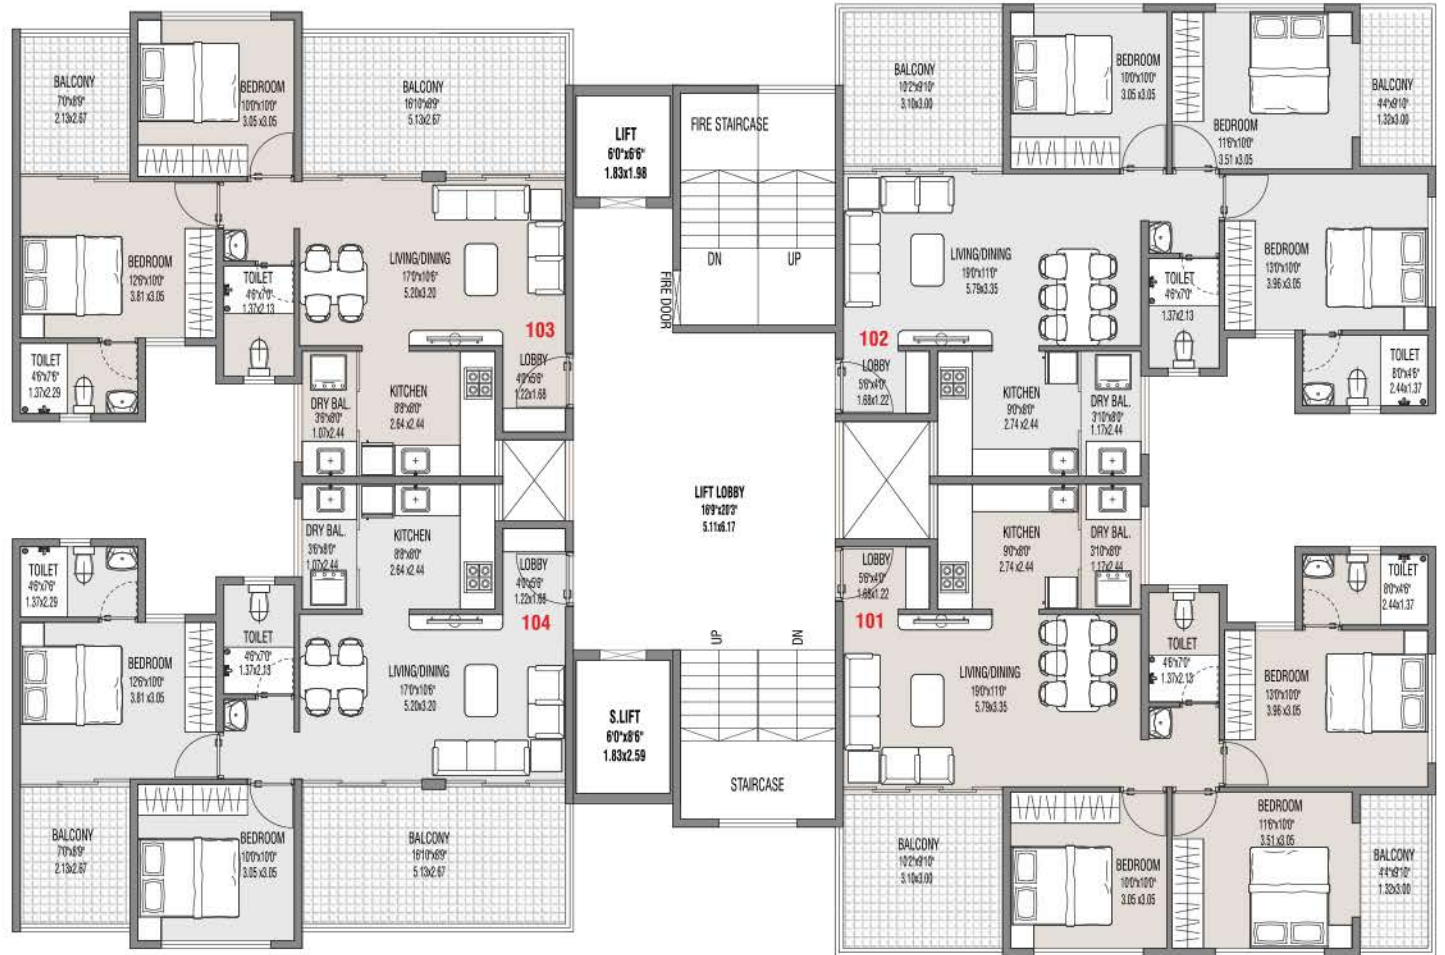 BALCONY
7'0"x8'9"
2.13x2.67
BEDROOM
10'0"x10'0"
3.05 x3.05
BALCONY
16'10"x8'9"
5.13x2.67
BEDROOM
12'6"x10'0"
3.81 x3.05
TOILET
4'6"x7'0"
1.37x2.13
LIVING/DINING
17'0"x10'6"
5.20x3.20
103
TOILET
4'6"x7'6"
1.37x2.29
DRY BAL.
3'6"x8'0"
1.07x2.44
KITCHEN
8'8"x8'0"
2.64 x2.44
LOBBY
4'0"x5'6"
1.22x1.68
LIFT
6'0"x6'6"
1.83x1.98
FIRE STAIRCASE
DN
UP
FIRE DOOR
BALCONY
10'2"x9'10"
3.10x3.00
BEDROOM
10'0"x10'0"
3.05 x3.05
BEDROOM
11'6"x10'0"
3.51 x3.05
BALCONY
4'4"x9'10"
1.32x3.00
LIVING/DINING
19'0"x11'0"
5.79x3.35
TOILET
4'6"x7'0"
1.37x2.13
BEDROOM
13'0"x10'0"
3.96 x3.05
102
LOBBY
5'6"x4'0"
1.68x1.22
KITCHEN
9'0"x8'0"
2.74 x2.44
DRY BAL.
3'10"x8'0"
1.17x2.44
TOILET
8'0"x4'6"
2.44x1.37
LIFT LOBBY
16'9"x20'3"
5.11x6.17
DRY BAL.
3'6"x8'0"
1.07x2.44
KITCHEN
8'8"x8'0"
2.64 x2.44
LOBBY
4'0"x5'6"
1.22x1.68
104
TOILET
4'6"x7'6"
1.37x2.29
TOILET
4'6"x7'0"
1.37x2.13
BEDROOM
12'6"x10'0"
3.81 x3.05
LIVING/DINING
17'0"x10'6"
5.20x3.20
BALCONY
7'0"x8'9"
2.13x2.67
BEDROOM
10'0"x10'0"
3.05 x3.05
BALCONY
16'10"x8'9"
5.13x2.67
S.LIFT
6'0"x8'6"
1.83x2.59
UP
DN
STAIRCASE
KITCHEN
9'0"x8'0"
2.74 x2.44
DRY BAL.
3'10"x8'0"
1.17x2.44
LOBBY
5'6"x4'0"
1.68x1.22
101
TOILET
8'0"x4'6"
2.44x1.37
LIVING/DINING
19'0"x11'0"
5.79x3.35
TOILET
4'6"x7'0"
1.37x2.13
BEDROOM
13'0"x10'0"
3.96 x3.05
BALCONY
10'2"x9'10"
3.10x3.00
BEDROOM
10'0"x10'0"
3.05 x3.05
BEDROOM
11'6"x10'0"
3.51 x3.05
BALCONY
4'4"x9'10"
1.32x3.00